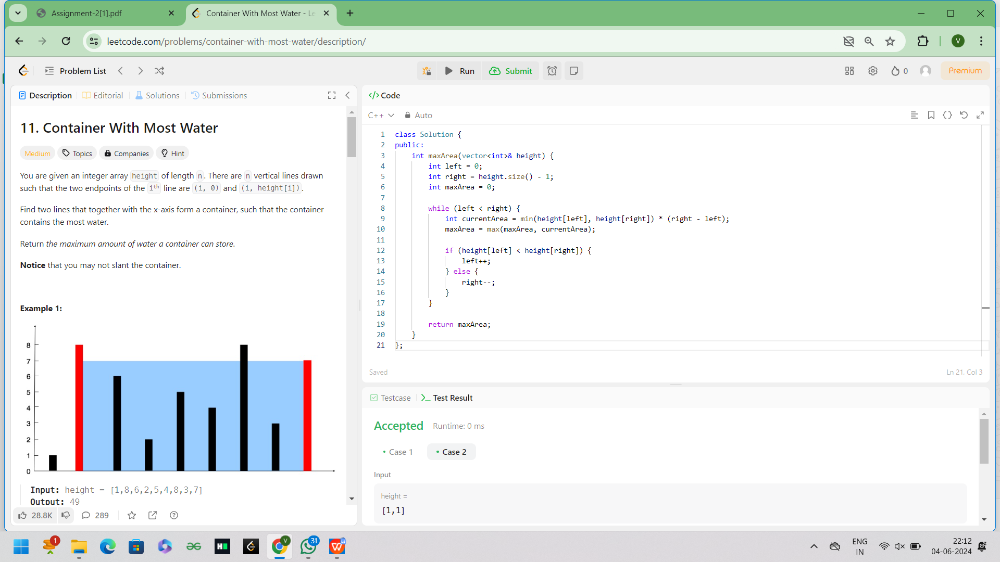 Assignment-2[1].pdf
Container With Most Water - Le
leetcode.com/problems/container-with-most-water/description/
V
Problem List
Run
Submit
0
Premium
Description
Editorial
Solutions
Submissions
11. Container With Most Water
Medium
Topics
Companies
Hint
You are given an integer array height of length n. There are n vertical lines drawn
such that the two endpoints of the ith line are (i, 0) and (i, height[i]).
Find two lines that together with the x-axis form a container, such that the container
contains the most water.
Return the maximum amount of water a container can store.
Notice that you may not slant the container.
Example 1:
8
7
6
5
4
3
2
1
0
Input: height = [1,8,6,2,5,4,8,3,7]
Output: 49
28.8K
289
</> Code
C++
Auto
1 class Solution {
2 public:
3 int maxArea(vector<int>& height) {
4 int left = 0;
5 int right = height.size() - 1;
6 int maxArea = 0;
7
8 while (left < right) {
9 int currentArea = min(height[left], height[right]) * (right - left);
10 maxArea = max(maxArea, currentArea);
11
12 if (height[left] < height[right]) {
13 left++;
14 } else {
15 right--;
16 }
17 }
18
19 return maxArea;
20 }
21 };
Saved
Ln 21, Col 3
Testcase
>_ Test Result
Accepted
Runtime: 0 ms
Case 1
Case 2
Input
height =
[1,1]
1
V
31
ENG
IN
22:12
04-06-2024